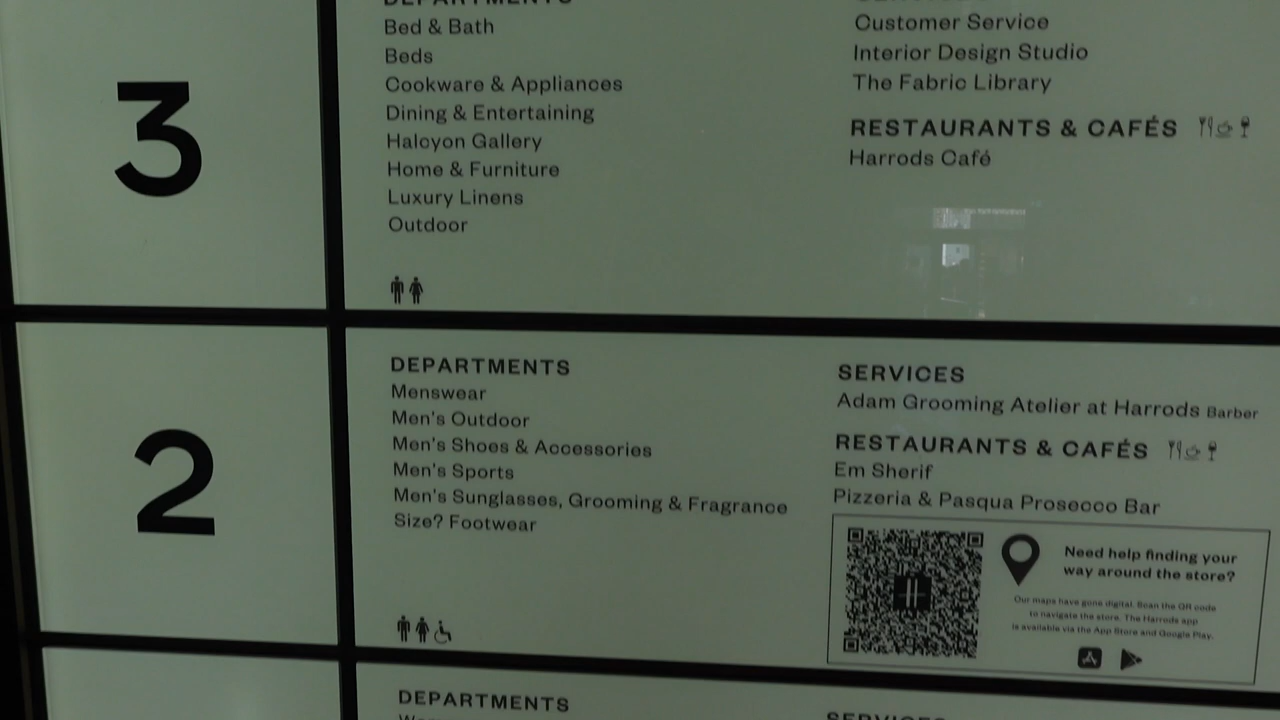 3
DEPARTMENTS
Bed & Bath
Beds
Cookware & Appliances
Dining & Entertaining
Halcyon Gallery
Home & Furniture
Luxury Linens
Outdoor
Customer Service
Interior Design Studio
The Fabric Library
RESTAURANTS & CAFÉS
Harrods Café
2
DEPARTMENTS
Menswear
Men's Outdoor
Men's Shoes & Accessories
Men's Sports
Men's Sunglasses, Grooming & Fragrance
Size? Footwear
SERVICES
Adam Grooming Atelier at Harrods Barber
RESTAURANTS & CAFÉS
Em Sherif
Pizzeria & Pasqua Prosecco Bar
Need help finding your
way around the store?
Our maps have gone digital. Scan the QR code
to navigate the store. The Harrods app
is available via the App Store and Google Play.
DEPARTMENTS
SERVICES